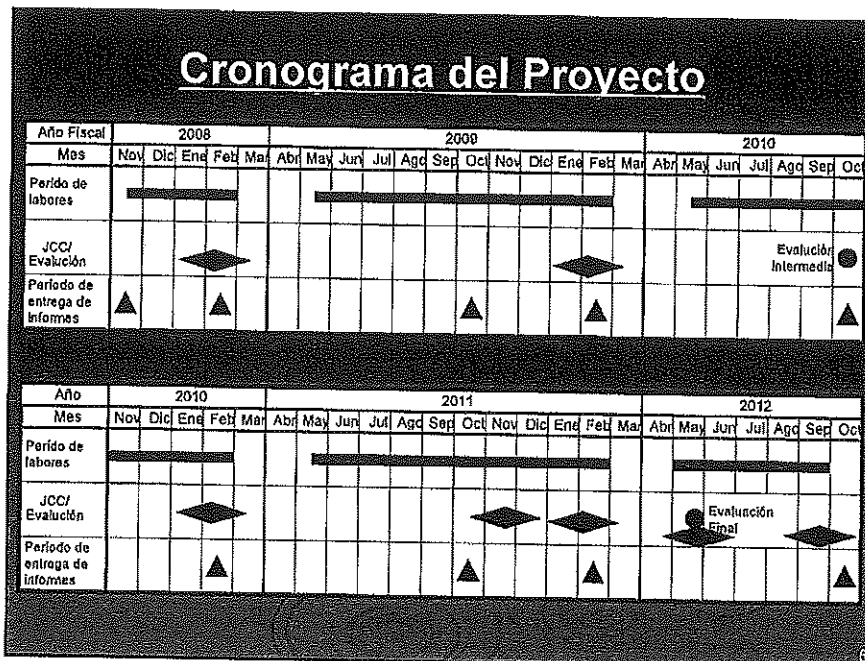 Cronograma del Proyecto
Año Fiscal 2008 2009 2010
Mes Nov Dic Ene Feb Mar Abr May Jun Jul Ago Sep Oct Nov Dic Ene Feb Mar Abr May Jun Jul Ago Sep Oct
Perído de
labores
JCC/
Evalución
Evalución
Intermedia
Período de
entrega de
Informes
Año 2010 2011 2012
Mes Nov Dic Ene Feb Mar Abr May Jun Jul Ago Sep Oct Nov Dic Ene Feb Mar Abr May Jun Jul Ago Sep Oct
Perído de
labores
JCC/
Evalución
Evaluanción
Final
Período de
entrega de
Informes